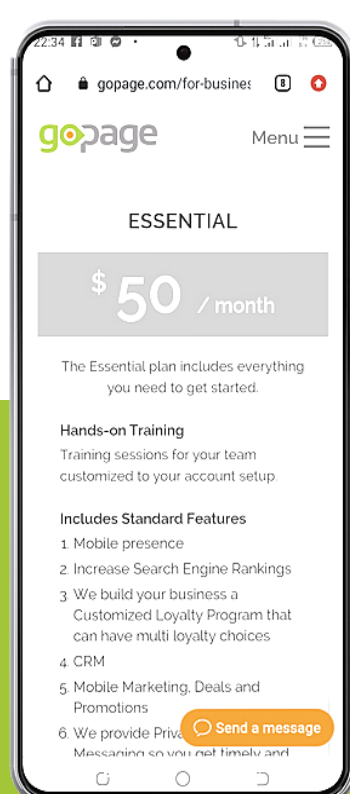 22:34
gopage.com/for-busines
8
gopage
Menu
ESSENTIAL
$ 50 / month
The Essential plan includes everything
you need to get started.
Hands-on Training
Training sessions for your team
customized to your account setup.
Includes Standard Features
1. Mobile presence
2. Increase Search Engine Rankings
3. We build your business a
Customized Loyalty Program that
can have multi loyalty choices
4. CRM
5. Mobile Marketing, Deals and
Promotions
6. We provide
Send a message
Messaging so you get timely and